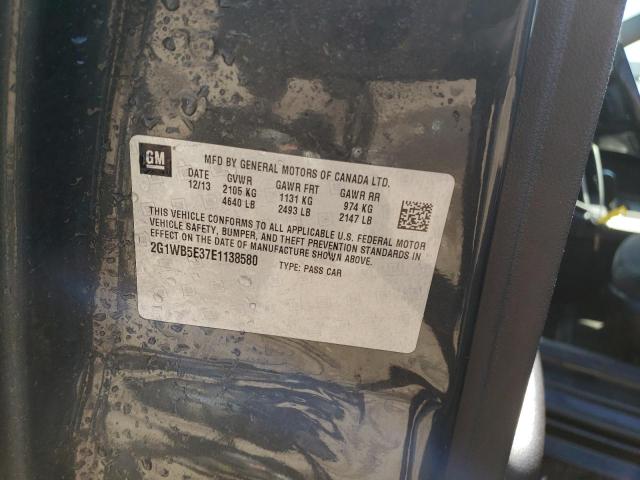 GM
MFD BY GENERAL MOTORS OF CANADA LTD.
DATE GVWR GAWR FRT GAWR RR
12/13 2105 KG 1131 KG 974 KG
4640 LB 2493 LB 2147 LB
THIS VEHICLE CONFORMS TO ALL APPLICABLE U.S. FEDERAL MOTOR
VEHICLE SAFETY, BUMPER, AND THEFT PREVENTION STANDARDS IN
EFFECT ON THE DATE OF MANUFACTURE SHOWN ABOVE.
2G1WB5E37E1138580 TYPE: PASS CAR